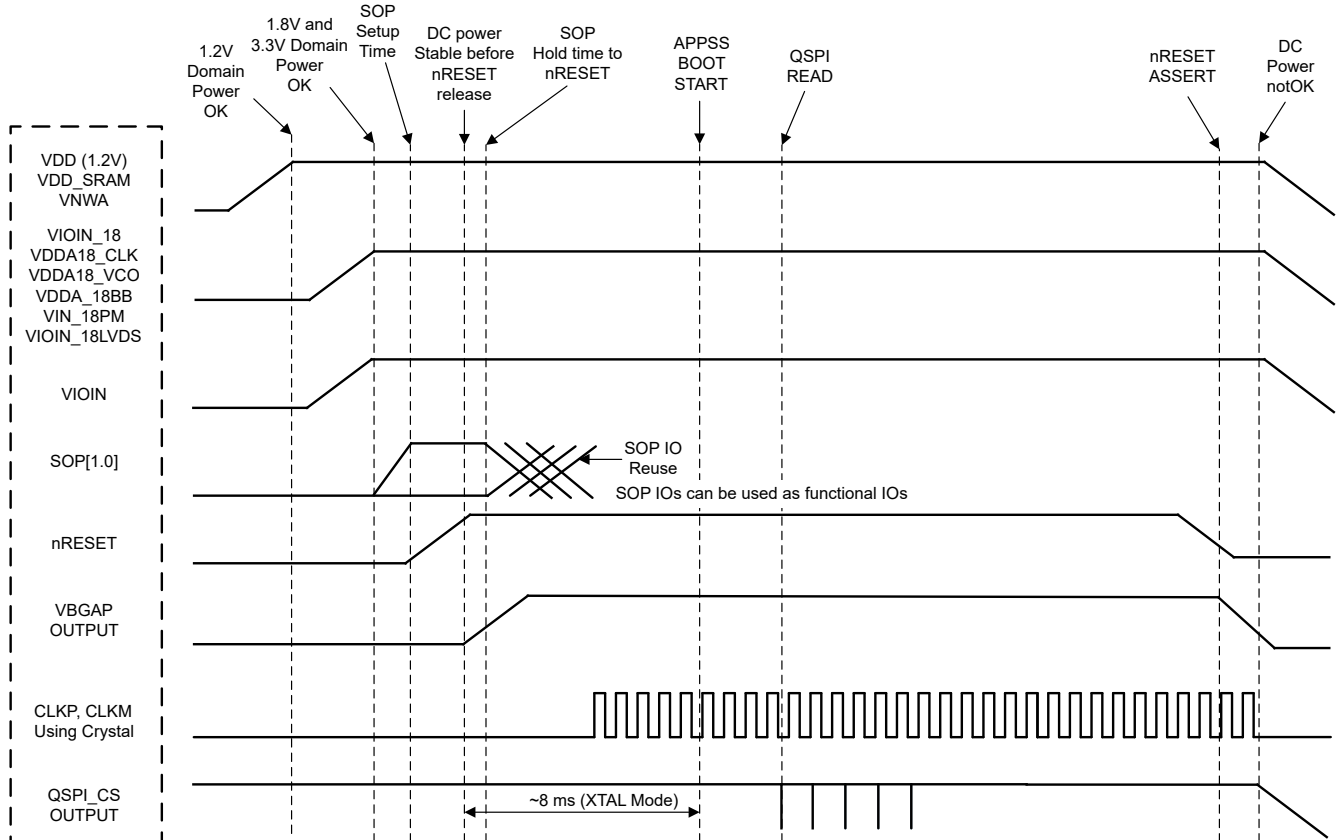 1.2V
Domain
Power
OK
1.8V and
3.3V Domain
Power
OK
SOP
Setup
Time
DC power
Stable before
nRESET
release
SOP
Hold time to
nRESET
APPSS
BOOT
START
QSPI
READ
nRESET
ASSERT
DC
Power
notOK
VDD (1.2V)
VDD_SRAM
VNWA
VIOIN_18
VDDA18_CLK
VDDA18_VCO
VDDA_18BB
VIN_18PM
VIOIN_18LVDS
VIOIN
SOP[1.0]
SOP IO
Reuse
SOP IOs can be used as functional IOs
nRESET
VBGAP
OUTPUT
CLKP, CLKM
Using Crystal
QSPI_CS
OUTPUT
~8 ms (XTAL Mode)